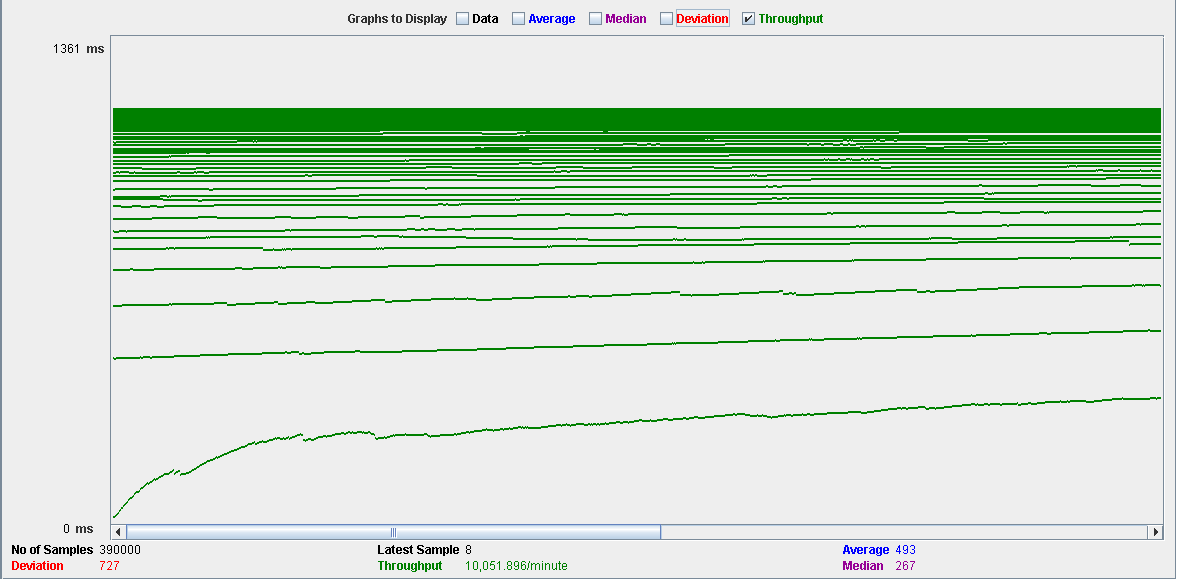 Graphs to Display Data Average Median Deviation Throughput
1361 ms
0 ms
No of Samples 390000 Latest Sample 8 Average 493
Deviation 727 Throughput 10,051.896/minute Median 267